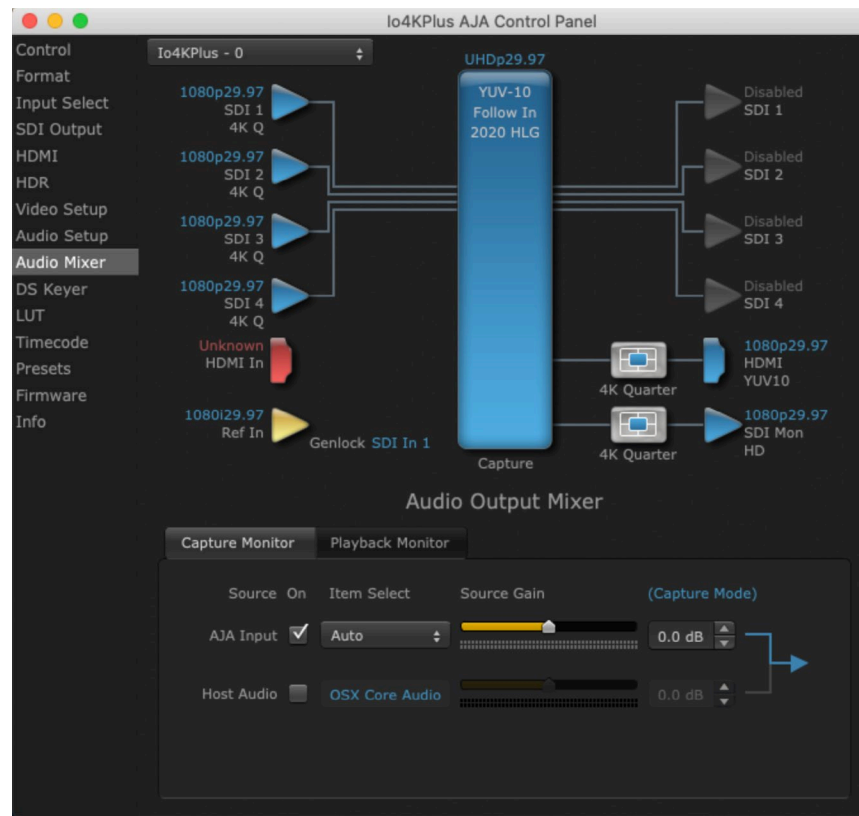 Io4KPlus AJA Control Panel
Control
Format
Input Select
SDI Output
HDMI
HDR
Video Setup
Audio Setup
Audio Mixer
DS Keyer
LUT
Timecode
Presets
Firmware
Info
Io4KPlus - 0
1080p29.97
SDI 1
4K Q
1080p29.97
SDI 2
4K Q
1080p29.97
SDI 3
4K Q
1080p29.97
SDI 4
4K Q
Unknown
HDMI In
1080i29.97
Ref In
Genlock SDI In 1
UHDp29.97
YUV-10
Follow In
2020 HLG
Capture
Disabled
SDI 1
Disabled
SDI 2
Disabled
SDI 3
Disabled
SDI 4
4K Quarter
1080p29.97
HDMI
YUV10
4K Quarter
1080p29.97
SDI Mon
HD
Audio Output Mixer
Capture Monitor Playback Monitor
Source On Item Select Source Gain (Capture Mode)
AJA Input Auto 0.0 dB
Host Audio OSX Core Audio 0.0 dB